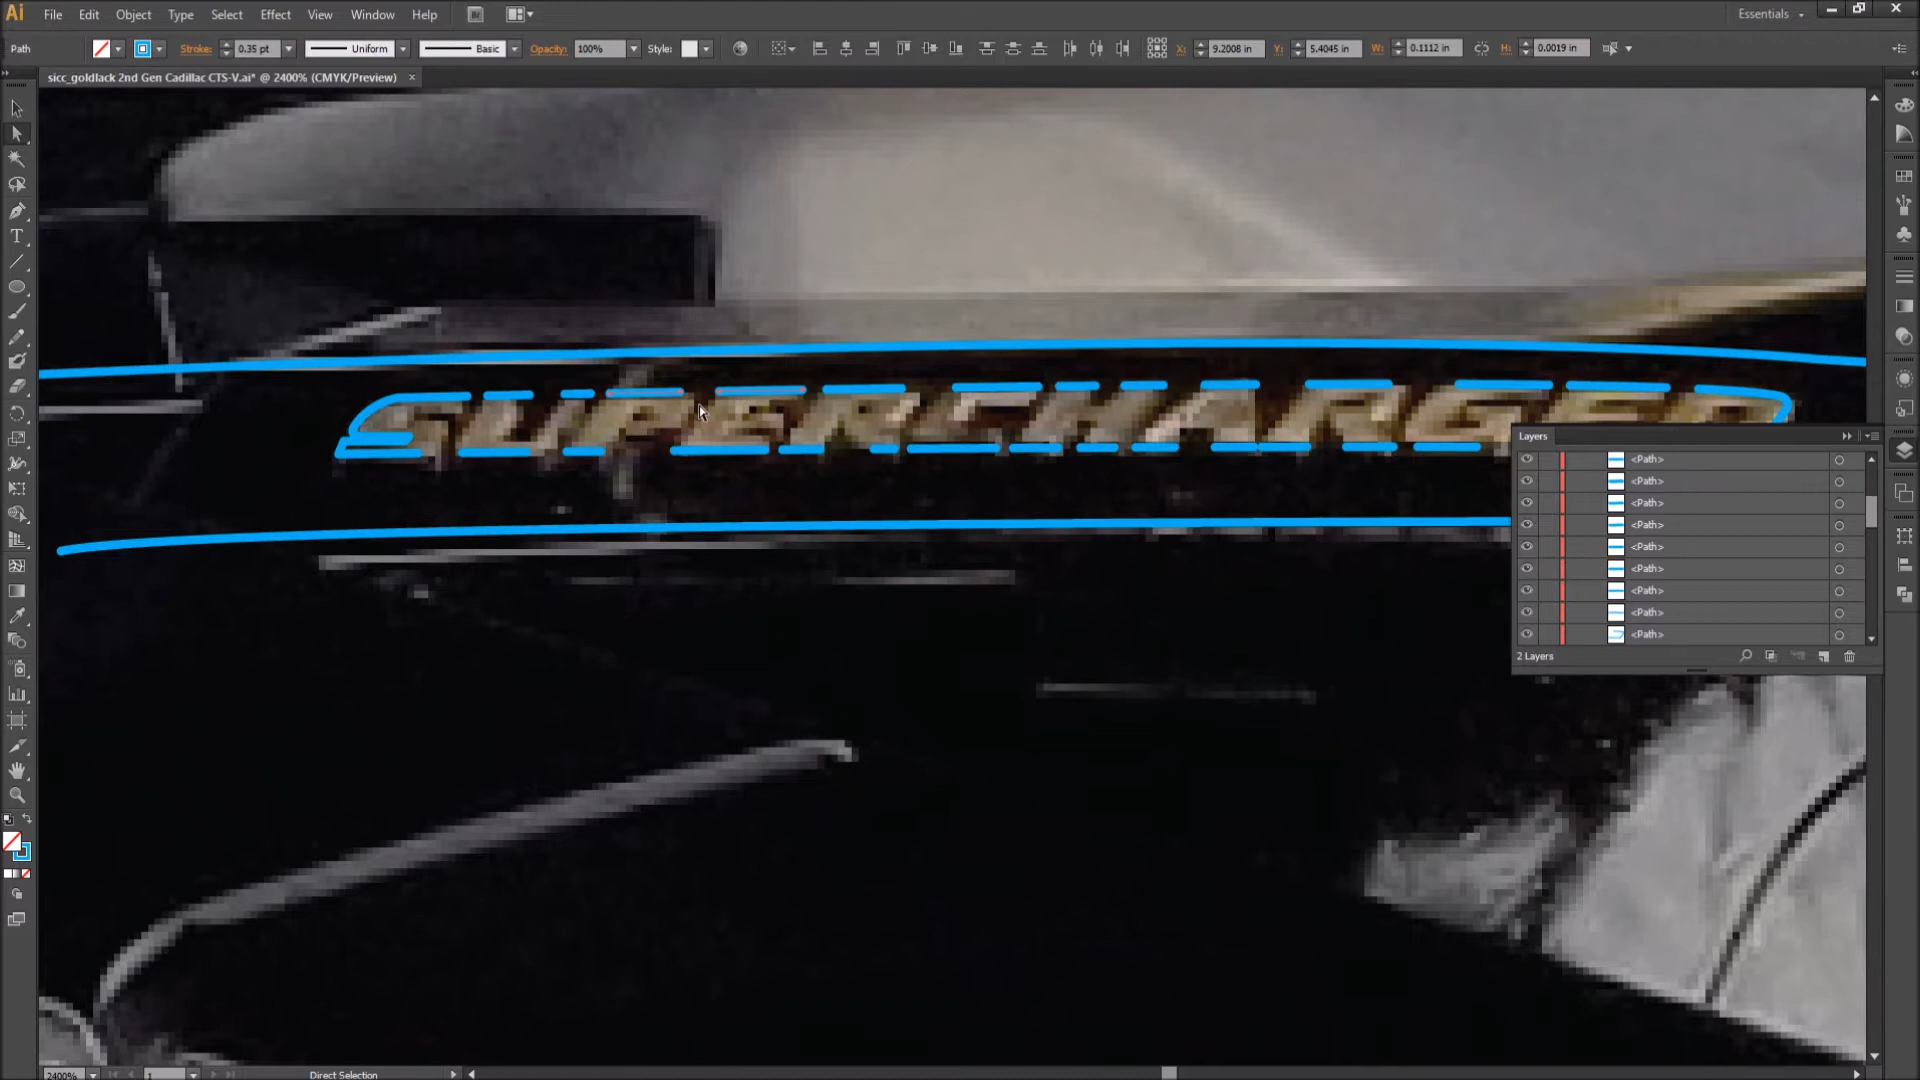 Ai File Edit Object Type Select Effect View Window Help Essentials
Path Stroke: 0.35 pt Uniform Basic Opacity: 100% Style: X: 9.2008 in Y: 5.4045 in W: 0.1112 in H: 0.0019 in
sicc_goldlack 2nd Gen Cadillac CTS-V.ai* @ 2400% (CMYK/Preview) ×
SUPERCHARGED
Layers
<Path>
<Path>
<Path>
<Path>
<Path>
<Path>
<Path>
<Path>
<Path>
2 Layers
2400% 1 Direct Selection